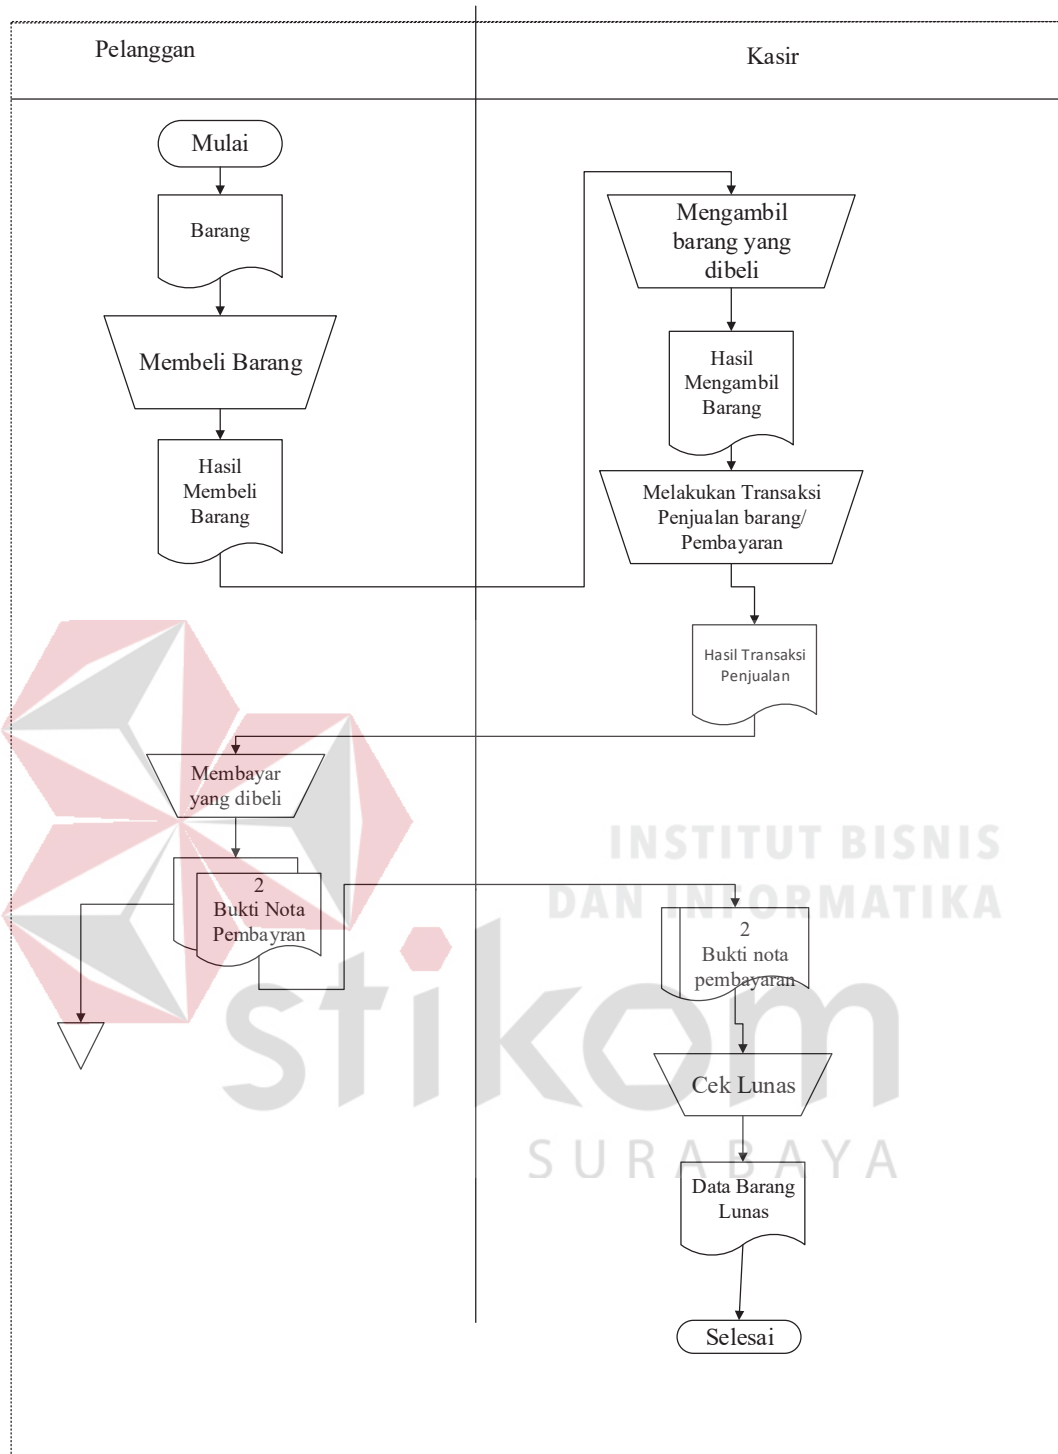 Pelanggan
Kasir
Mulai
Barang
Membeli Barang
Hasil
Membeli
Barang
Mengambil
barang yang
dibeli
Hasil
Mengambil
Barang
Melakukan Transaksi
Penjualan barang/
Pembayaran
Hasil Transaksi
Penjualan
Membayar
yang dibeli
2
Bukti Nota
Pembayran
2
Bukti nota
pembayaran
Cek Lunas
Data Barang
Lunas
Selesai
INSTITUT BISNIS
DAN INFORMATIKA
stikom
SURABAYA